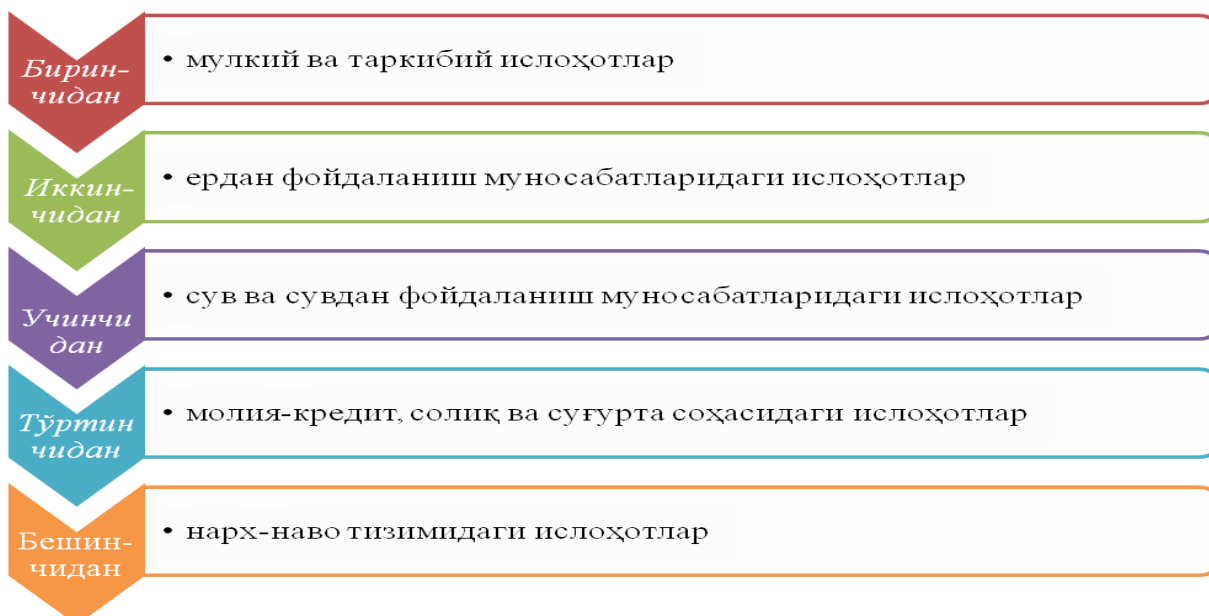 Бирин-
чидан
• мулкий ва таркибий ислоҳотлар
Иккин-
чидан
• ердан фойдаланиш муносабатларидаги ислоҳотлар
Учинчи
дан
• сув ва сувдан фойдаланиш муносабатларидаги ислоҳотлар
Тўртин
чидан
• молия-кредит, солиқ ва суғурта соҳасидаги ислоҳотлар
Бешин-
чидан
• нарх-наво тизимидаги ислоҳотлар